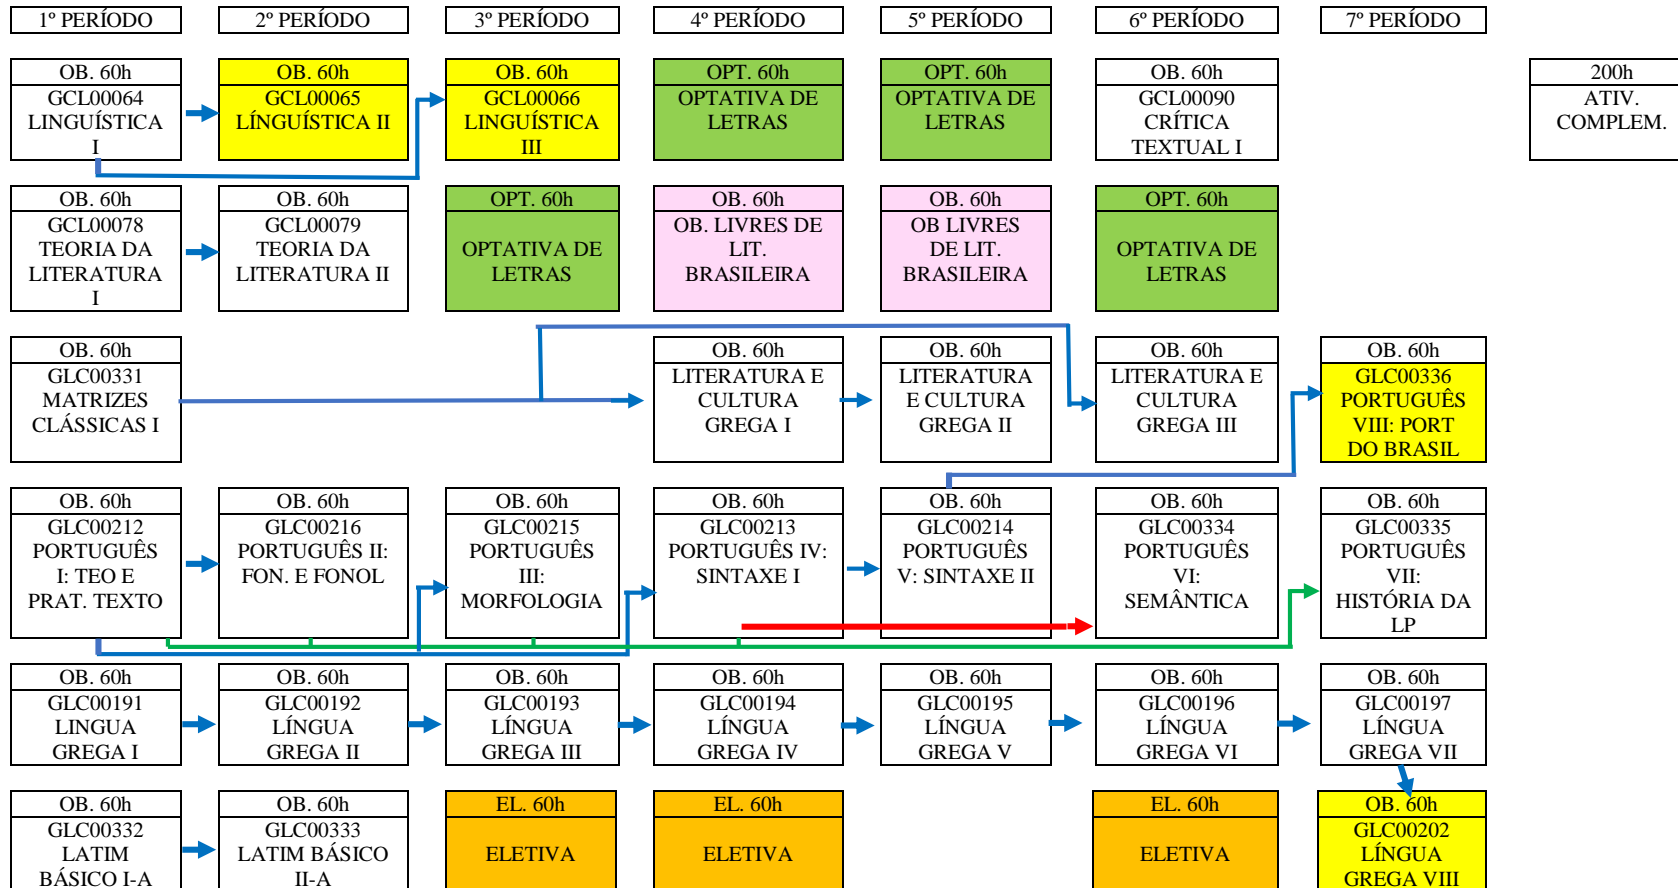 1º PERÍODO
2º PERÍODO
3º PERÍODO
4º PERÍODO
5º PERÍODO
6º PERÍODO
7º PERÍODO
OB. 60h
GCL00064
LINGUÍSTICA
I
OB. 60h
GCL00065
LÍNGUÍSTICA II
OB. 60h
GCL00066
LINGUÍSTICA
III
OPT. 60h
OPTATIVA DE
LETRAS
OPT. 60h
OPTATIVA DE
LETRAS
OB. 60h
GCL00090
CRÍTICA
TEXTUAL I
200h
ATIV.
COMPLEM.
OB. 60h
GCL00078
TEORIA DA
LITERATURA
I
OB. 60h
GCL00079
TEORIA DA
LITERATURA II
OPT. 60h
OPTATIVA DE
LETRAS
OB. 60h
OB. LIVRES DE
LIT.
BRASILEIRA
OB. 60h
OB LIVRES
DE LIT.
BRASILEIRA
OPT. 60h
OPTATIVA DE
LETRAS
OB. 60h
GLC00331
MATRIZES
CLÁSSICAS I
OB. 60h
LITERATURA E
CULTURA
GREGA I
OB. 60h
LITERATURA
E CULTURA
GREGA II
OB. 60h
LITERATURA E
CULTURA
GREGA III
OB. 60h
GLC00336
PORTUGUÊS
VIII: PORT
DO BRASIL
OB. 60h
GLC00212
PORTUGUÊS
I: TEO E
PRAT. TEXTO
OB. 60h
GLC00216
PORTUGUÊS II:
FON. E FONOL
OB. 60h
GLC00215
PORTUGUÊS
III:
MORFOLOGIA
OB. 60h
GLC00213
PORTUGUÊS IV:
SINTAXE I
OB. 60h
GLC00214
PORTUGUÊS
V: SINTAXE II
OB. 60h
GLC00334
PORTUGUÊS
VI:
SEMÂNTICA
OB. 60h
GLC00335
PORTUGUÊS
VII:
HISTÓRIA DA
LP
OB. 60h
GLC00191
LINGUA
GREGA I
OB. 60h
GLC00192
LÍNGUA
GREGA II
OB. 60h
GLC00193
LÍNGUA
GREGA III
OB. 60h
GLC00194
LÍNGUA
GREGA IV
OB. 60h
GLC00195
LÍNGUA
GREGA V
OB. 60h
GLC00196
LÍNGUA
GREGA VI
OB. 60h
GLC00197
LÍNGUA
GREGA VII
OB. 60h
GLC00332
LATIM
BÁSICO I-A
OB. 60h
GLC00333
LATIM BÁSICO
II-A
EL. 60h
ELETIVA
EL. 60h
ELETIVA
EL. 60h
ELETIVA
OB. 60h
GLC00202
LÍNGUA
GREGA VIII